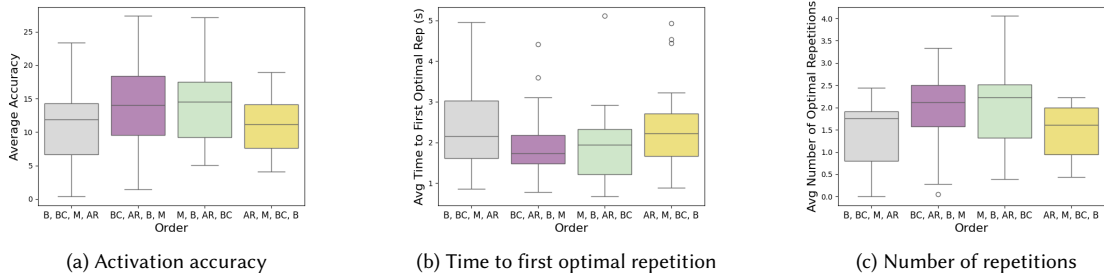 Average Accuracy
25
20
15
10
5
0
B, BC, M, AR BC, AR, B, M M, B, AR, BC AR, M, BC, B
Order
(a) Activation accuracy
Avg Time to First Optimal Rep (s)
5
4
3
2
1
B, BC, M, AR BC, AR, B, M M, B, AR, BC AR, M, BC, B
Order
(b) Time to first optimal repetition
Avg Number of Optimal Repetitions
4.0
3.5
3.0
2.5
2.0
1.5
1.0
0.5
0.0
B, BC, M, AR BC, AR, B, M M, B, AR, BC AR, M, BC, B
Order
(c) Number of repetitions